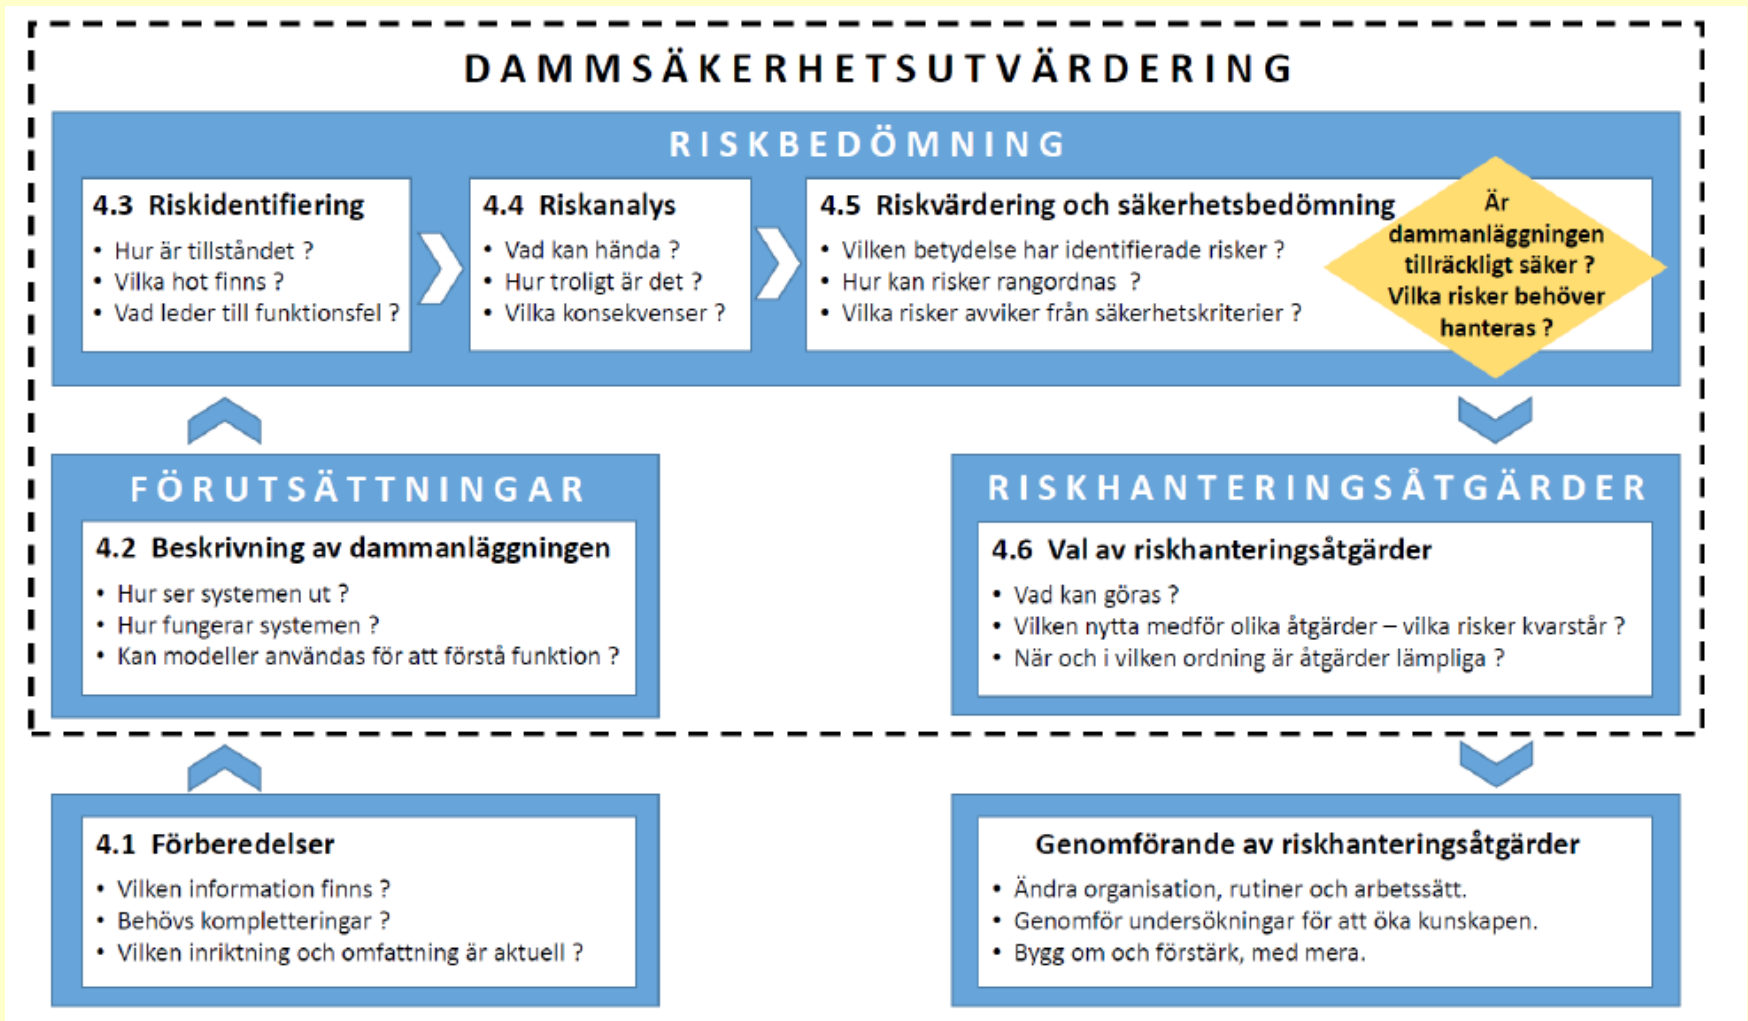 DAMMSÄKERHETSUTVÄRDERING
RISKBEDÖMNING
4.3 Riskidentifiering
• Hur är tillståndet ?
• Vilka hot finns ?
• Vad leder till funktionsfel ?
4.4 Riskanalys
• Vad kan hända ?
• Hur troligt är det ?
• Vilka konsekvenser ?
4.5 Riskvärdering och säkerhetsbedömning
• Vilken betydelse har identifierade risker ?
• Hur kan risker rangordnas ?
• Vilka risker avviker från säkerhetskriterier ?
Är
dammanläggningen
tillräckligt säker ?
Vilka risker behöver
hanteras ?
FÖRUTSÄTTNINGAR
4.2 Beskrivning av dammanläggningen
• Hur ser systemen ut ?
• Hur fungerar systemen ?
• Kan modeller användas för att förstå funktion ?
RISKHANTERINGSÅTGÄRDER
4.6 Val av riskhanteringsåtgärder
• Vad kan göras ?
• Vilken nytta medför olika åtgärder – vilka risker kvarstår ?
• När och i vilken ordning är åtgärder lämpliga ?
4.1 Förberedelser
• Vilken information finns ?
• Behövs kompletteringar ?
• Vilken inriktning och omfattning är aktuell ?
Genomförande av riskhanteringsåtgärder
• Ändra organisation, rutiner och arbetssätt.
• Genomför undersökningar för att öka kunskapen.
• Bygg om och förstärk, med mera.